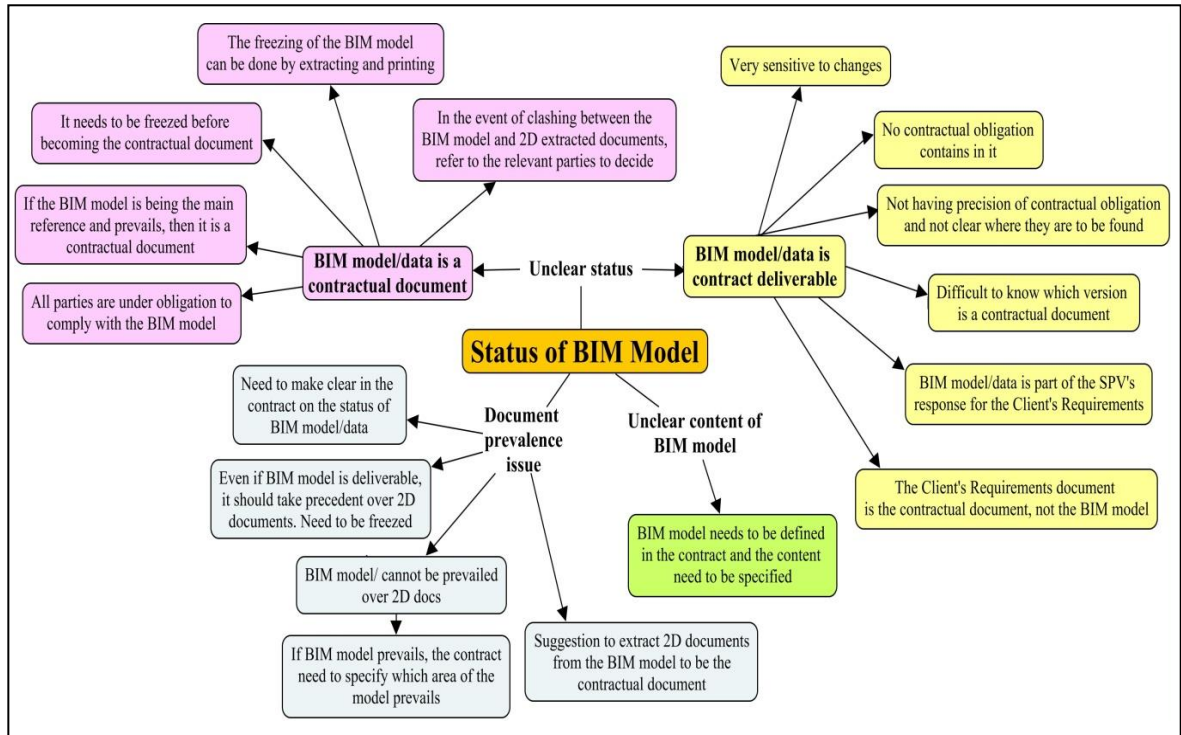 The freezing of the BIM model
can be done by extracting and printing
It needs to be freezed before
becoming the contractual document
In the event of clashing between the
BIM model and 2D extracted documents,
refer to the relevant parties to decide
If the BIM model is being the main
reference and prevails, then it is a
contractual document
All parties are under obligation to
comply with the BIM model
BIM model/data is a
contractual document
Unclear status
BIM model/data is
contract deliverable
Very sensitive to changes
No contractual obligation
contains in it
Not having precision of contractual obligation
and not clear where they are to be found
Difficult to know which version
is a contractual document
BIM model/data is part of the SPV's
response for the Client's Requirements
The Client's Requirements document
is the contractual document, not the BIM model
Status of BIM Model
Document
prevalence
issue
Need to make clear in the
contract on the status of
BIM model/data
Even if BIM model is deliverable,
it should take precedent over 2D
documents. Need to be freezed
BIM model/ cannot be prevailed
over 2D docs
If BIM model prevails, the contract
need to specify which area of the
model prevails
Suggestion to extract 2D documents
from the BIM model to be the
contractual document
Unclear content of
BIM model
BIM model needs to be defined
in the contract and the content
need to be specified